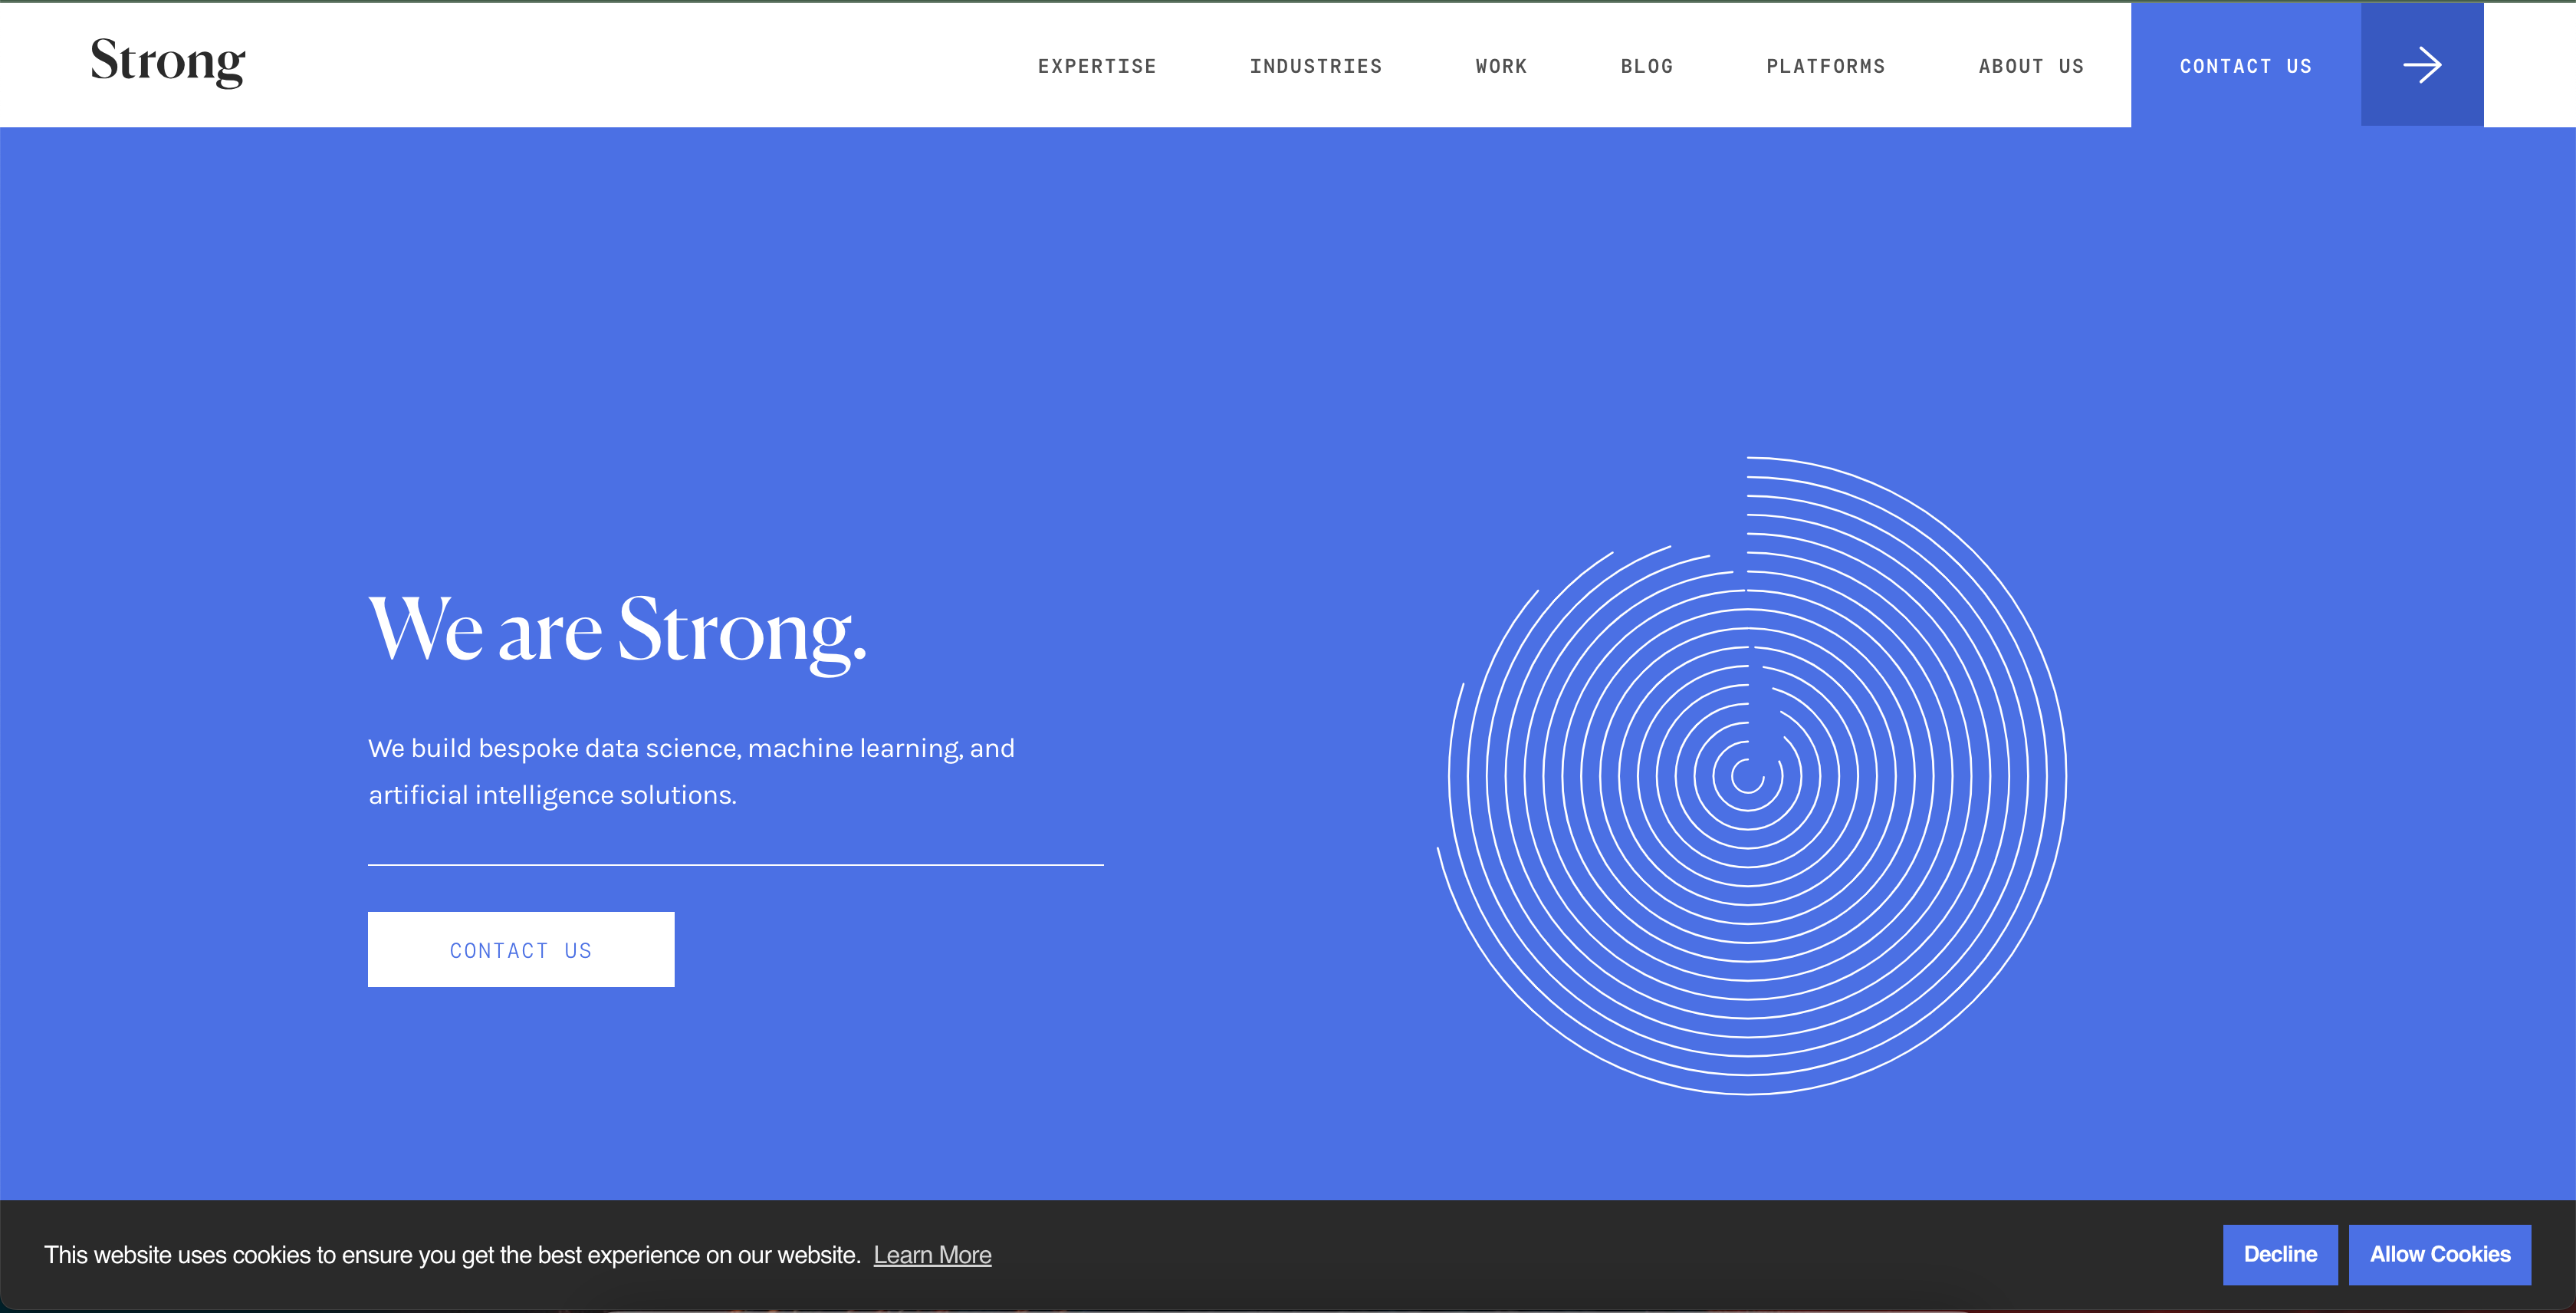 Strong
EXPERTISE
INDUSTRIES
WORK
BLOG
PLATFORMS
ABOUT US
CONTACT US
We are Strong.
We build bespoke data science, machine learning, and
artificial intelligence solutions.
CONTACT US
This website uses cookies to ensure you get the best experience on our website. Learn More
Decline
Allow Cookies